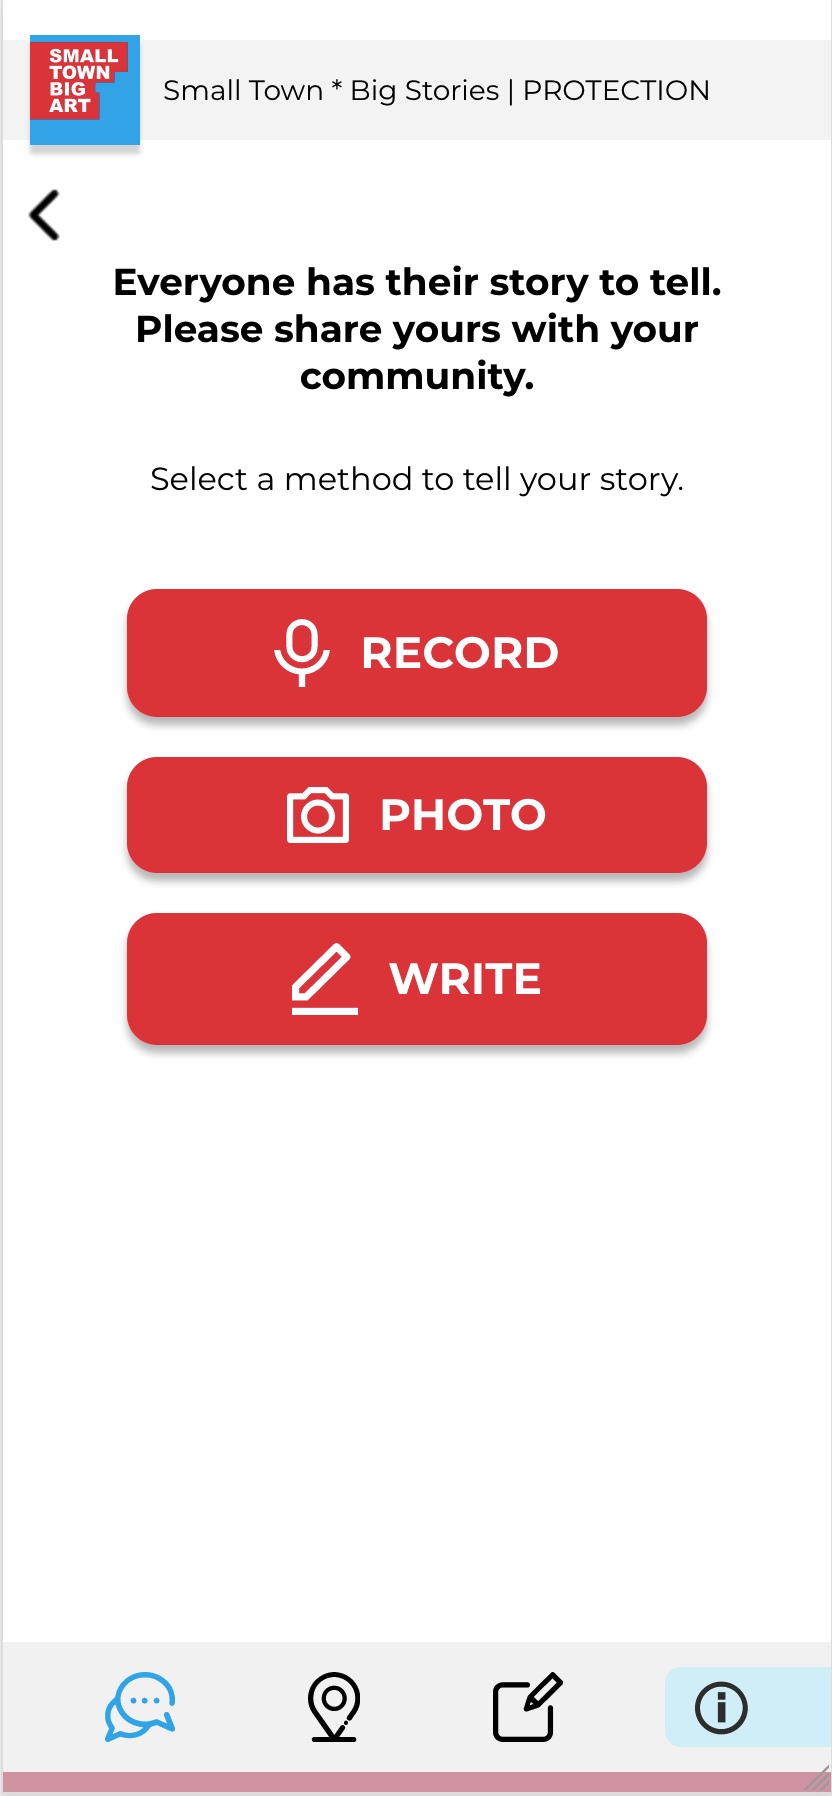 SMALL
TOWN
BIG
ART
Small Town * Big Stories | PROTECTION
Everyone has their story to tell.
Please share yours with your
community.
Select a method to tell your story.
RECORD
PHOTO
WRITE